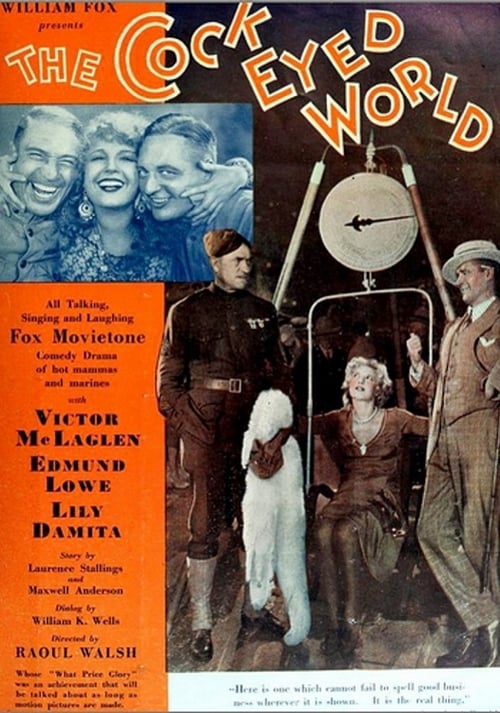 WILLIAM FOX
presents
THE COCK
EYED
WORLD
All Talking,
Singing and Laughing
Fox Movietone
Comedy Drama
of hot mammas
and marines
with
VICTOR
McLAGLEN
EDMUND
LOWE
LILY
DAMITA
Story by
Laurence Stallings
and
Maxwell Anderson
Dialog by
William K. Wells
Directed by
RAOUL WALSH
Whose "What Price Glory"
was an achievement that will
be talked about as long as
motion pictures are made.
"Here is one which cannot fail to spell good busi-
ness wherever it is shown. It is the real thing."